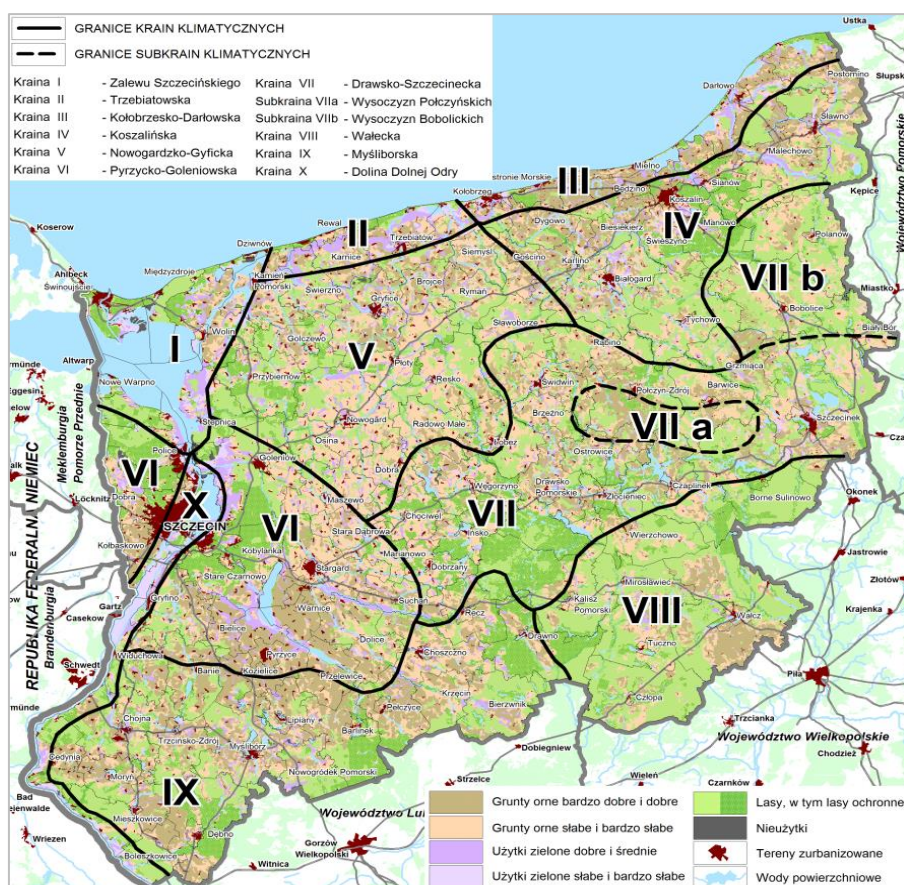 GRANICE KRAIN KLIMATYCZNYCH
GRANICE SUBKRAIN KLIMATYCZNYCH
Kraina I - Zalewu Szczecińskiego
Kraina II - Trzebiatowska
Kraina III - Kołobrzesko-Darłowska
Kraina IV - Koszalińska
Kraina V - Nowogardzko-Gyficka
Kraina VI - Pyrzycko-Goleniowska
Kraina VII - Drawsko-Szczecinecka
Subkraina VIIa - Wysoczyzn Połczyńskich
Subkraina VIIb - Wysoczyzn Bobolickich
Kraina VIII - Wałecka
Kraina IX - Myśliborska
Kraina X - Dolina Dolnej Odry
Ustka
Postomino
Słupsk
Darłowo
Sławno
Malechowo
Mielno
Sianów
Będzino
Koszalin
Kępice
Województwo Pomorskie
stronie Morskie
Kołobrzeg
III
Dygowo
Biesiekierz
IV
Manowo
Świeszyno
Polanów
Rewal
II
Trzebiatów
Karnice
Siemyśl
Gościno
Karlino
Białogard
VII b
Miastko
Koserow
Dziwnów
Międzyzdroje
Kamień
Pomorski
Świerzno
Brojce
Rymań
Gryfice
Bobolice
Tychowo
Ahlbeck
Świnoujście
Wolin
Golczewo
Sławoborze
Rąbino
Biały Bór
Grzmiąca
I
V
Altwarp
Nowe Warpno
Przybiernów
Płoty
Resko
Świdwin
Połczyn-Zdrój
Barwice
Eggesin
Stepnica
Nowogard
Radowo Małe
Brzeżno
VII a
Szczecinek
Osina
Łobez
Ostrowice
Meklemburgia
Pomorze Przednie
Police
Goleniów
Dobra
VI
Löcknitz
Dobra
X
SZCZECIN
VI
Maszewo
Węgorzyno
Drawsko
Pomorskie
Złocieniec
Czaplinek
Borne Sulinowo
Okonek
Chociwel
VII
Ińsko
Kołbaskowo
Kobylanka
Stara Dąbrowa
Marianowo
Wierzchowo
Jastrowie
Stargard
Dobrzany
Stare Czarnowo
Mirosławiec
Złotów
REPUBLIKA FEDERALNA NIEMIEC
Brandenburgia
Gartz
Casekow
Gryfino
Warnice
Suchań
Recz
Kalisz
Pomorski
VIII
Wałcz
Krajenka
Bielice
Dolice
Drawno
Tuczno
Schwedt
Widuchowa
Banie
Pyrzyce
Kozielice
Przelewice
Choszczno
Krzęcin
Piła
Człopa
Chojna
Lipiany
Pełczyce
Bierzwnik
Trzcińsko-Zdrój
Myślibórz
Barlinek
Dobiegniew
Trzcianka
Województwo Wielkopolskie
Cedynia
Chodzież
Moryń
IX
Nowogródek Pomorski
Strzelce
Wieleń
Czarnków
Bad
Mieszkowice
Województwo Lu
Wriezen
Dębno
Gorzów
Wielkopolski
Boleszkowice
Witnica
Grunty orne bardzo dobre i dobre
Grunty orne słabe i bardzo słabe
Użytki zielone dobre i średnie
Użytki zielone słabe i bardzo słabe
Lasy, w tym lasy ochronne
Nieużytki
Tereny zurbanizowane
Wody powierzchniowe